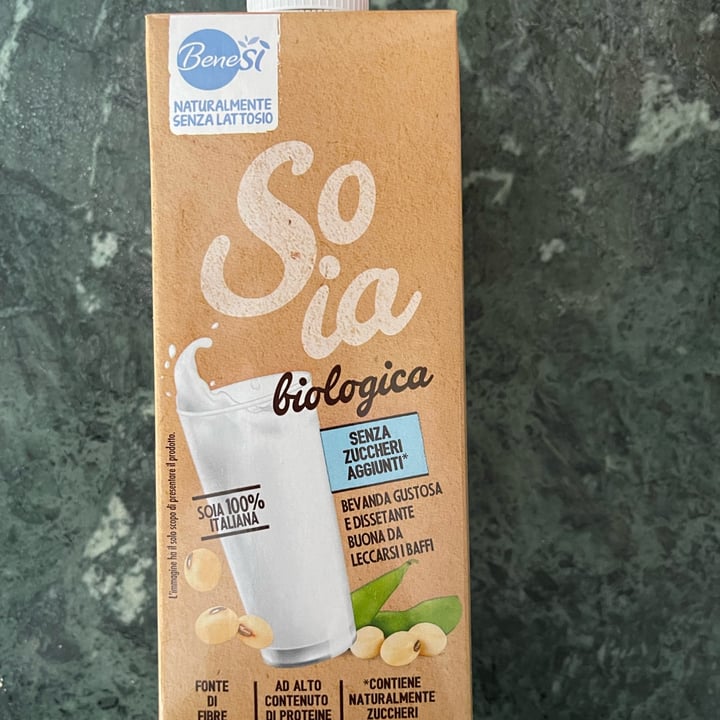 BeneSì
NATURALMENTE
SENZA LATTOSIO
So
ia
biologica
SENZA
ZUCCHERI
AGGIUNTI*
BEVANDA GUSTOSA
E DISSETANTE
BUONA DA
LECCARSI I BAFFI
SOIA 100%
ITALIANA
L'immagine ha il solo scopo di presentare il prodotto.
FONTE
DI
FIBRE
AD ALTO
CONTENUTO
DI PROTEINE
*CONTIENE
NATURALMENTE
ZUCCHERI